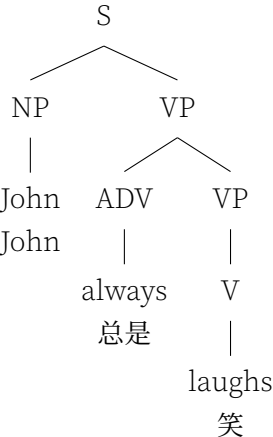 S
NP VP
John ADV VP
John
always V
总是
laughs
笑